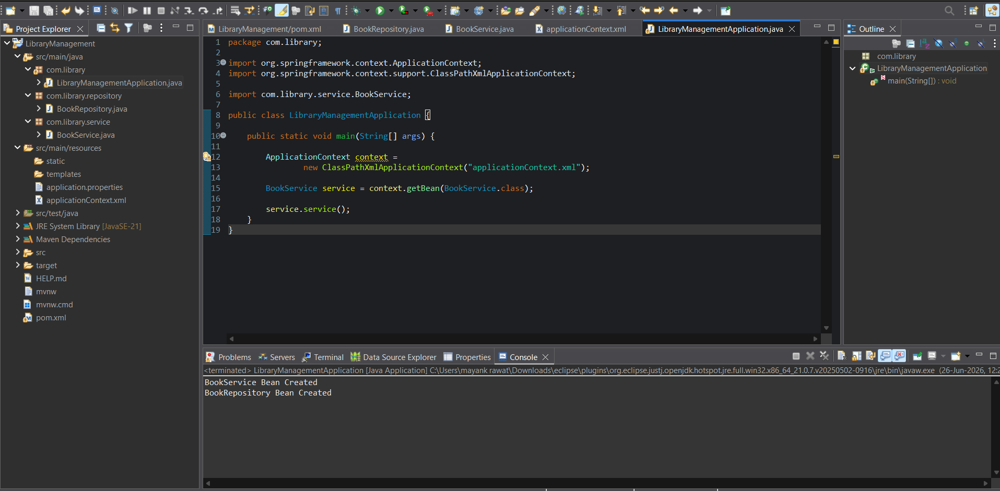 Project Explorer
LibraryManagement
src/main/java
com.library
LibraryManagementApplication.java
com.library.repository
BookRepository.java
com.library.service
BookService.java
src/main/resources
static
templates
application.properties
applicationContext.xml
src/test/java
JRE System Library [JavaSE-21]
Maven Dependencies
src
target
HELP.md
mvnw
mvnw.cmd
pom.xml
LibraryManagement/pom.xml BookRepository.java BookService.java applicationContext.xml LibraryManagementApplication.java
1 package com.library;
2
3 import org.springframework.context.ApplicationContext;
4 import org.springframework.context.support.ClassPathXmlApplicationContext;
5
6 import com.library.service.BookService;
7
8 public class LibraryManagementApplication {
9
10 public static void main(String[] args) {
11
12 ApplicationContext context =
13 new ClassPathXmlApplicationContext("applicationContext.xml");
14
15 BookService service = context.getBean(BookService.class);
16
17 service.service();
18 }
19 }
Outline
com.library
LibraryManagementApplication
main(String[]) : void
Problems Servers Terminal Data Source Explorer Properties Console
<terminated> LibraryManagementApplication [Java Application] C:\Users\mayank rawat\Downloads\eclipse\plugins\org.eclipse.justj.openjdk.hotspot.jre.full.win32.x86_64_21.0.7.v20250502-0916\jre\bin\javaw.exe (26-Jun-2026, 12:2
BookService Bean Created
BookRepository Bean Created